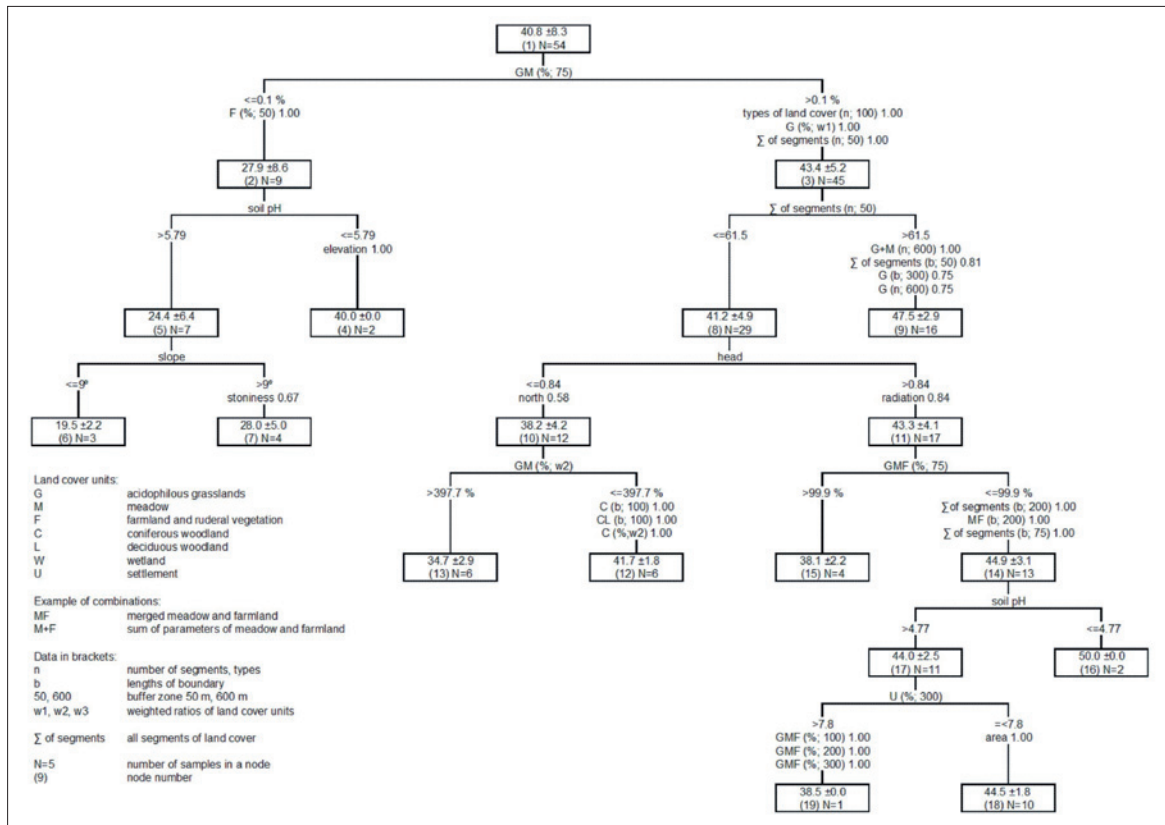 40.8 ±8.3
(1) N=54
GM (%; 75)
<=0.1 %
F (%; 50) 1.00
>0.1 %
types of land cover (n; 100) 1.00
G (%; w1) 1.00
∑ of segments (n; 50) 1.00
27.9 ±8.6
(2) N=9
43.4 ±5.2
(3) N=45
soil pH
∑ of segments (n; 50)
>5.79
<=5.79
elevation 1.00
<=61.5
>61.5
G+M (n; 600) 1.00
∑ of segments (b; 50) 0.81
G (b; 300) 0.75
G (n; 600) 0.75
24.4 ±6.4
(5) N=7
40.0 ±0.0
(4) N=2
41.2 ±4.9
(8) N=29
47.5 ±2.9
(9) N=16
slope
head
<=9º
>9º
stoniness 0.67
<=0.84
north 0.58
>0.84
radiation 0.84
19.5 ±2.2
(6) N=3
28.0 ±5.0
(7) N=4
38.2 ±4.2
(10) N=12
43.3 ±4.1
(11) N=17
GM (%; w2)
GMF (%; 75)
>397.7 %
<=397.7 %
C (b; 100) 1.00
CL (b; 100) 1.00
C (%;w2) 1.00
>99.9 %
<=99.9 %
∑of segments (b; 200) 1.00
MF (b; 200) 1.00
∑ of segments (b; 75) 1.00
34.7 ±2.9
(13) N=6
41.7 ±1.8
(12) N=6
38.1 ±2.2
(15) N=4
44.9 ±3.1
(14) N=13
soil pH
>4.77
<=4.77
44.0 ±2.5
(17) N=11
50.0 ±0.0
(16) N=2
U (%; 300)
>7.8
GMF (%; 100) 1.00
GMF (%; 200) 1.00
GMF (%; 300) 1.00
=<7.8
area 1.00
38.5 ±0.0
(19) N=1
44.5 ±1.8
(18) N=10
Land cover units:
G acidophilous grasslands
M meadow
F farmland and ruderal vegetation
C coniferous woodland
L deciduous woodland
W wetland
U settlement
Example of combinations:
MF merged meadow and farmland
M+F sum of parameters of meadow and farmland
Data in brackets:
n number of segments, types
b lengths of boundary
50, 600 buffer zone 50 m, 600 m
w1, w2, w3 weighted ratios of land cover units
∑ of segments all segments of land cover
N=5 number of samples in a node
(9) node number